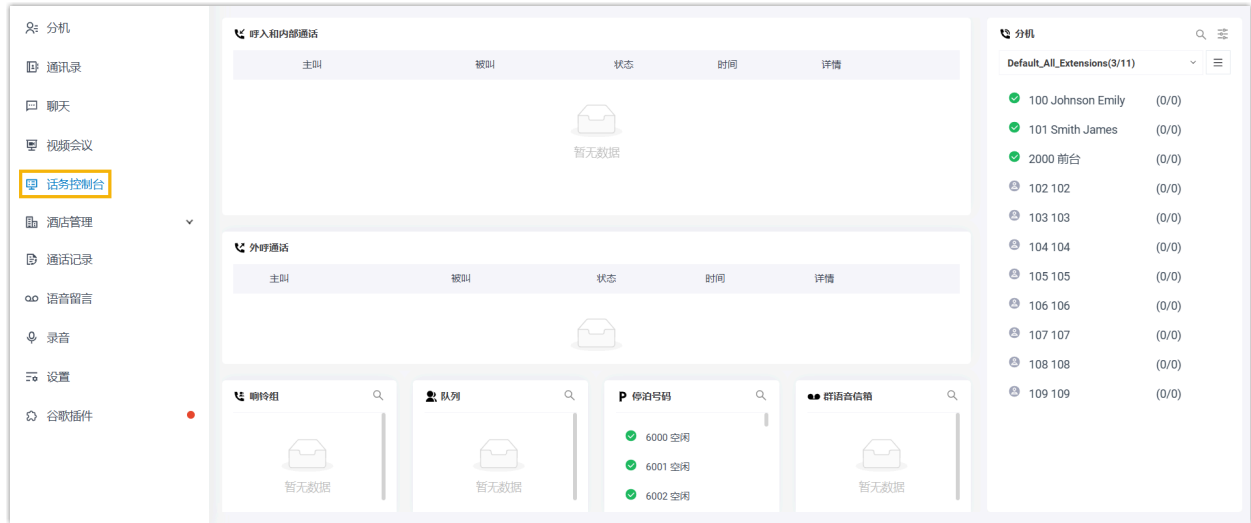 分机
通讯录
聊天
视频会议
话务控制台
酒店管理
通话记录
语音留言
录音
设置
谷歌插件
呼入和内部通话
主叫 被叫 状态 时间 详情
暂无数据
外呼通话
主叫 被叫 状态 时间 详情
响铃组
暂无数据
队列
暂无数据
P 停泊号码
6000 空闲
6001 空闲
6002 空闲
群语音信箱
暂无数据
分机
Default_All_Extensions(3/11)
100 Johnson Emily (0/0)
101 Smith James (0/0)
2000 前台 (0/0)
102 102 (0/0)
103 103 (0/0)
104 104 (0/0)
105 105 (0/0)
106 106 (0/0)
107 107 (0/0)
108 108 (0/0)
109 109 (0/0)